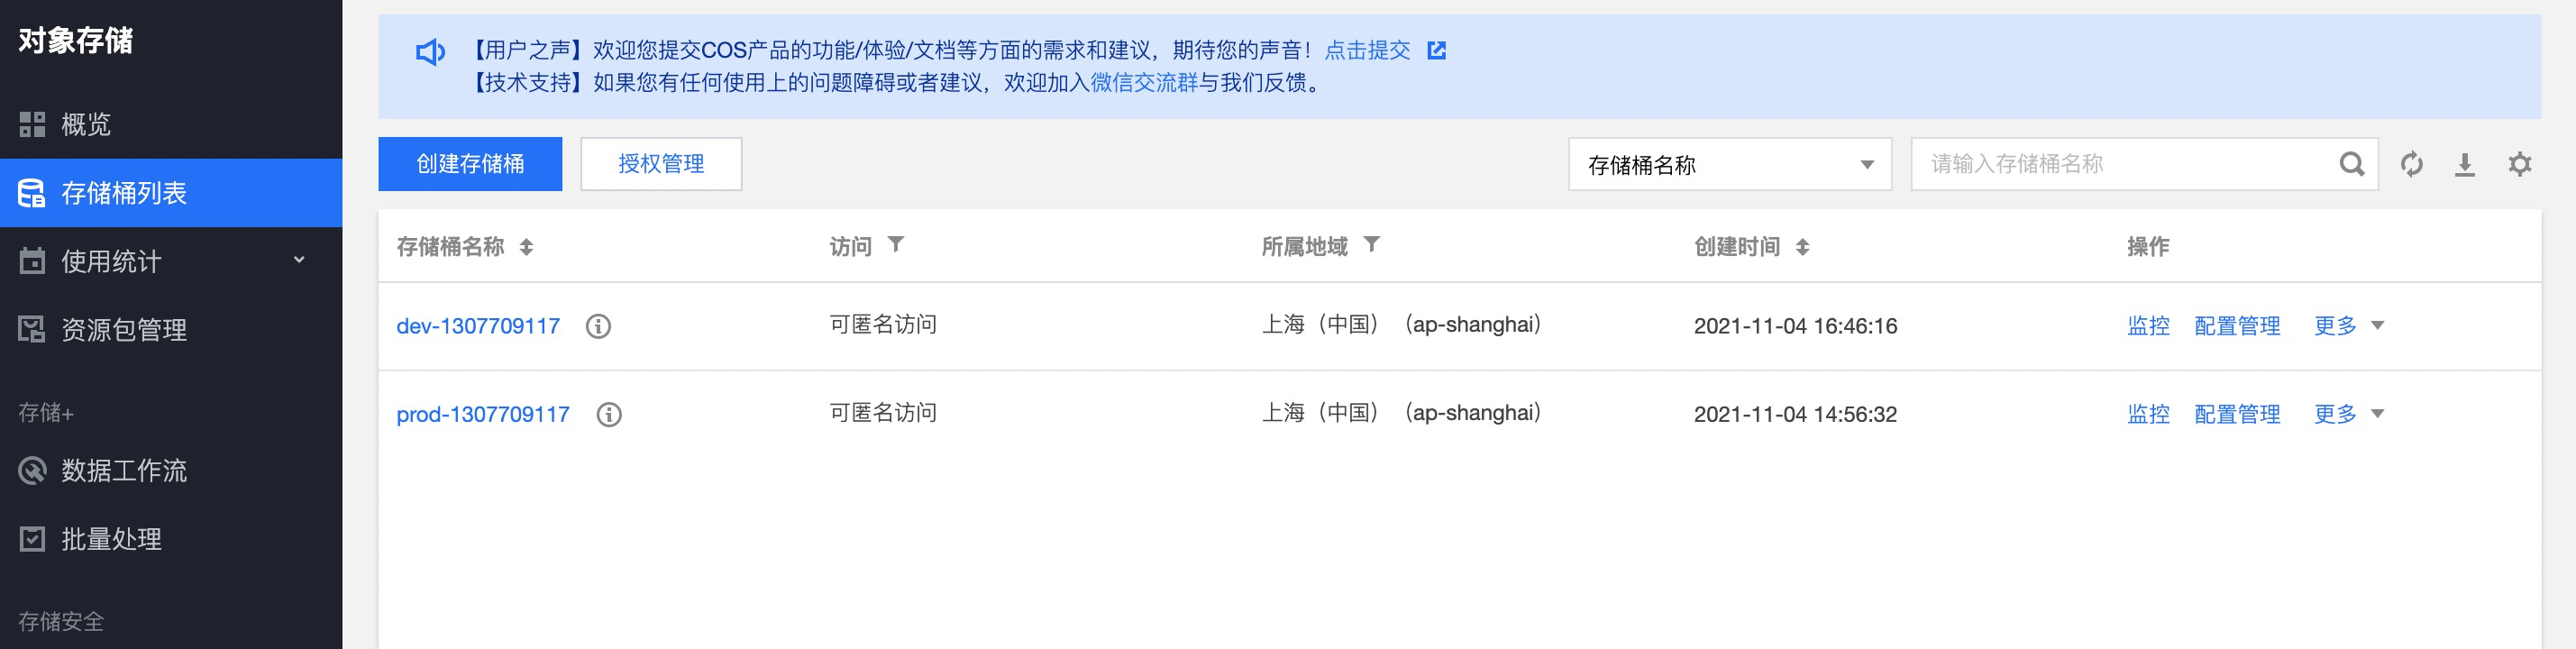 对象存储
概览
存储桶列表
使用统计
资源包管理
存储+
数据工作流
批量处理
存储安全
【用户之声】欢迎您提交COS产品的功能/体验/文档等方面的需求和建议，期待您的声音！点击提交
【技术支持】如果您有任何使用上的问题障碍或者建议，欢迎加入微信交流群与我们反馈。
创建存储桶 授权管理 存储桶名称 请输入存储桶名称
存储桶名称 访问 所属地域 创建时间 操作
dev-1307709117 可匿名访问 上海（中国）（ap-shanghai） 2021-11-04 16:46:16 监控 配置管理 更多
prod-1307709117 可匿名访问 上海（中国）（ap-shanghai） 2021-11-04 14:56:32 监控 配置管理 更多